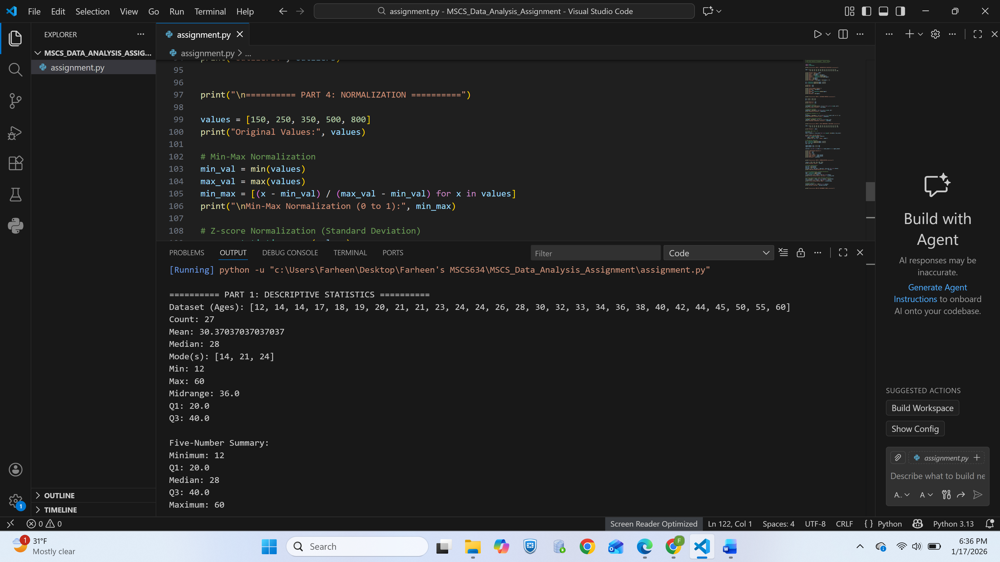 File Edit Selection View Go Run Terminal Help
assignment.py - MSCS_Data_Analysis_Assignment - Visual Studio Code
EXPLORER
MSCS_DATA_ANALYSIS_ASSIG...
assignment.py
OUTLINE
TIMELINE
assignment.py
assignment.py > ...
95
96
97 print("\n========== PART 4: NORMALIZATION ==========")
98
99 values = [150, 250, 350, 500, 800]
100 print("Original Values:", values)
101
102 # Min-Max Normalization
103 min_val = min(values)
104 max_val = max(values)
105 min_max = [(x - min_val) / (max_val - min_val) for x in values]
106 print("\nMin-Max Normalization (0 to 1):", min_max)
107
108 # Z-score Normalization (Standard Deviation)
PROBLEMS OUTPUT DEBUG CONSOLE TERMINAL PORTS
Filter
Code
[Running] python -u "c:\Users\Farheen\Desktop\Farheen's MSCS634\MSCS_Data_Analysis_Assignment\assignment.py"
========== PART 1: DESCRIPTIVE STATISTICS ==========
Dataset (Ages): [12, 14, 14, 17, 18, 19, 20, 21, 21, 23, 24, 24, 26, 28, 30, 32, 33, 34, 36, 38, 40, 42, 44, 45, 50, 55, 60]
Count: 27
Mean: 30.37037037037037
Median: 28
Mode(s): [14, 21, 24]
Min: 12
Max: 60
Midrange: 36.0
Q1: 20.0
Q3: 40.0
Five-Number Summary:
Minimum: 12
Q1: 20.0
Median: 28
Q3: 40.0
Maximum: 60
Build with
Agent
AI responses may be
inaccurate.
Generate Agent
Instructions to onboard
AI onto your codebase.
SUGGESTED ACTIONS
Build Workspace
Show Config
assignment.py
Describe what to build ne
A..
A
1
0 0
Screen Reader Optimized
Ln 122, Col 1
Spaces: 4
UTF-8
CRLF
{ } Python
Python 3.13
1
31°F
Mostly clear
Search
F
6:36 PM
1/17/2026